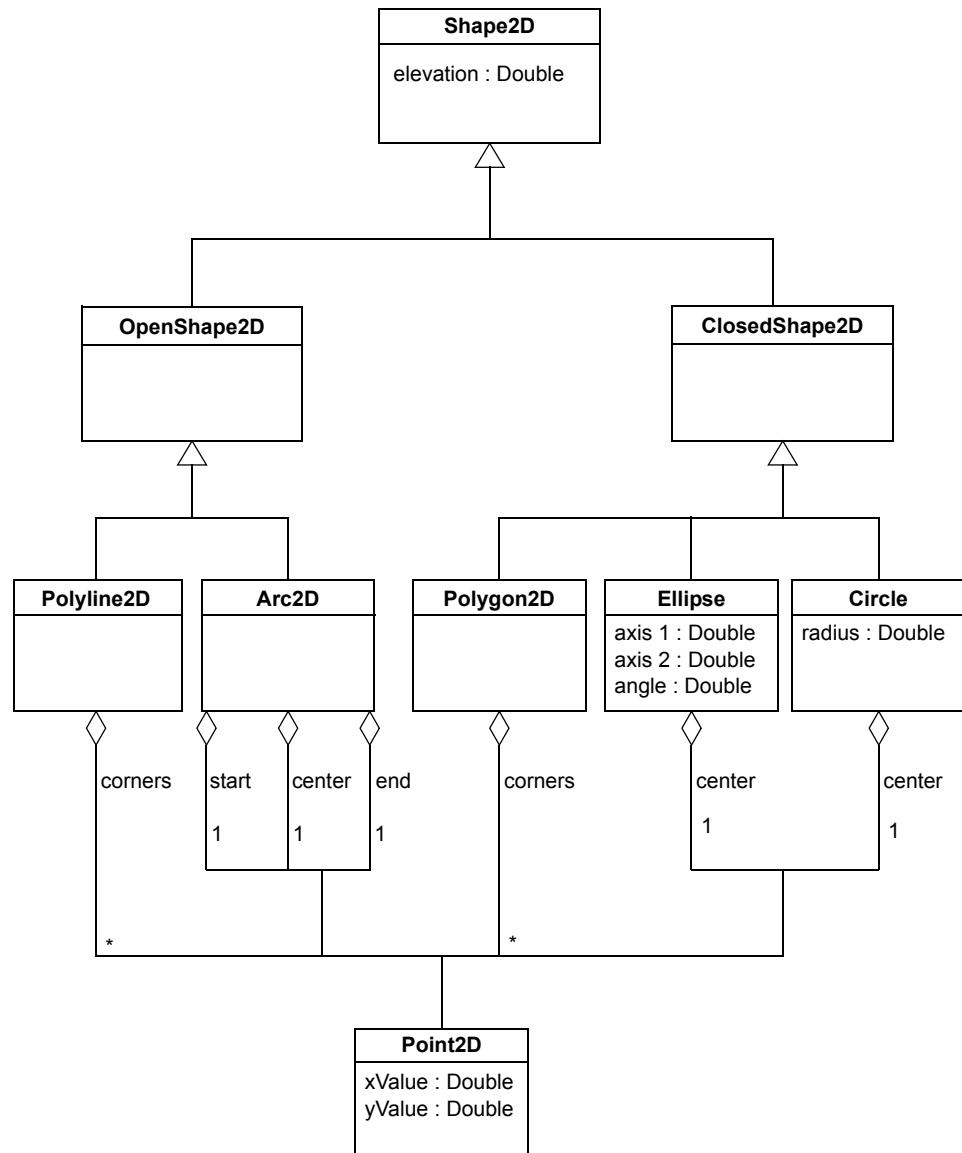 Shape2D
elevation : Double
OpenShape2D
ClosedShape2D
Polyline2D
Arc2D
Polygon2D
Ellipse
axis 1 : Double
axis 2 : Double
angle : Double
Circle
radius : Double
corners
start
center
end
corners
center
center
1
1
1
1
1
*
*
Point2D
xValue : Double
yValue : Double